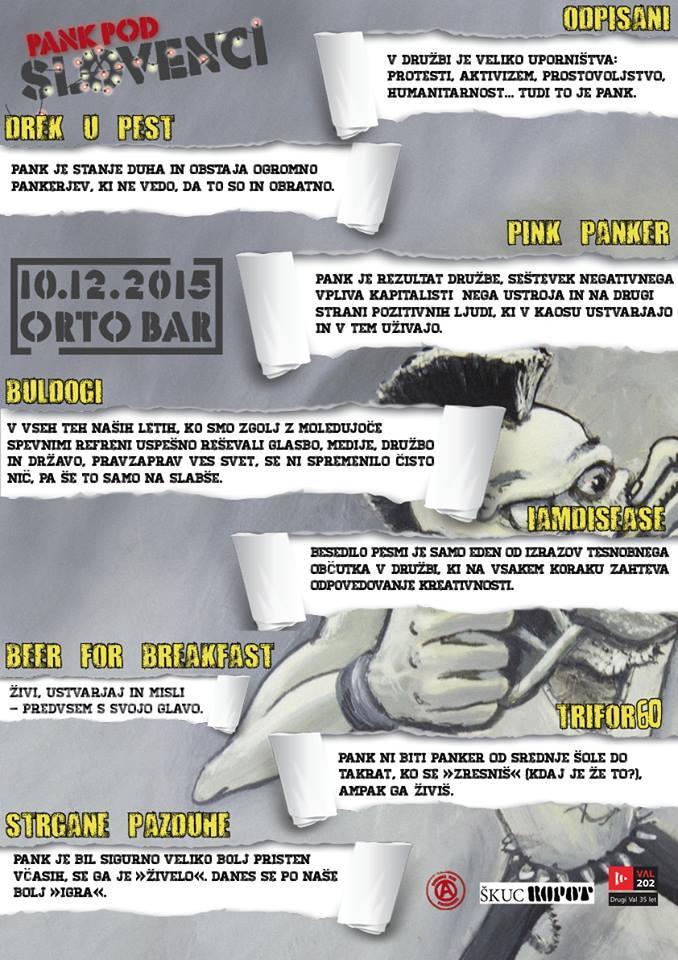 PANK POD
SLOVENCI
ODPISANI
V DRUŽBI JE VELIKO UPORNIŠTVA:
PROTESTI, AKTIVIZEM, PROSTOVOLJSTVO,
HUMANITARNOST... TUDI TO JE PANK.
DREK U PEST
PANK JE STANJE DUHA IN OBSTAJA OGROMNO
PANKERJEV, KI NE VEDO, DA TO SO IN OBRATNO.
PINK PANKER
PANK JE REZULTAT DRUŽBE, SEŠTEVEK NEGATIVNEGA
VPLIVA KAPITALISTI NEGA USTROJA IN NA DRUGI
STRANI POZITIVNIH LJUDI, KI V KAOSU USTVARJAJO
IN V TEM UŽIVAJO.
10.12.2015
ORTO BAR
BULDOGI
V VSEH TEH NAŠIH LETIH, KO SMO ZGOLJ Z MOLEDUJOČE
SPEVNIMI REFRENI USPEŠNO REŠEVALI GLASBO, MEDIJE, DRUŽBO
IN DRŽAVO, PRAVZAPRAV VES SVET, SE NI SPREMENILO ČISTO
NIČ, PA ŠE TO SAMO NA SLABŠE.
IAMDISEASE
BESEDILO PESMI JE SAMO EDEN OD IZRAZOV TESNOBNEGA
OBČUTKA V DRUŽBI, KI NA VSAKEM KORAKU ZAHTEVA
ODPOVEDOVANJE KREATIVNOSTI.
BEER FOR BREAKFAST
ŽIVI, USTVARJAJ IN MISLI
– PREDVSEM S SVOJO GLAVO.
TRIFOR60
PANK NI BITI PANKER OD SREDNJE ŠOLE DO
TAKRAT, KO SE »ZRESNIŠ« (KDAJ JE ŽE TO?),
AMPAK GA ŽIVIŠ.
STRGANE PAZDUHE
PANK JE BIL SIGURNO VELIKO BOLJ PRISTEN
VČASIH, SE GA JE »ŽIVELO«. DANES SE PO NAŠE
BOLJ »IGRA«.
ŠKUC ROPOT
VAL
202
Drugi Val 35 let